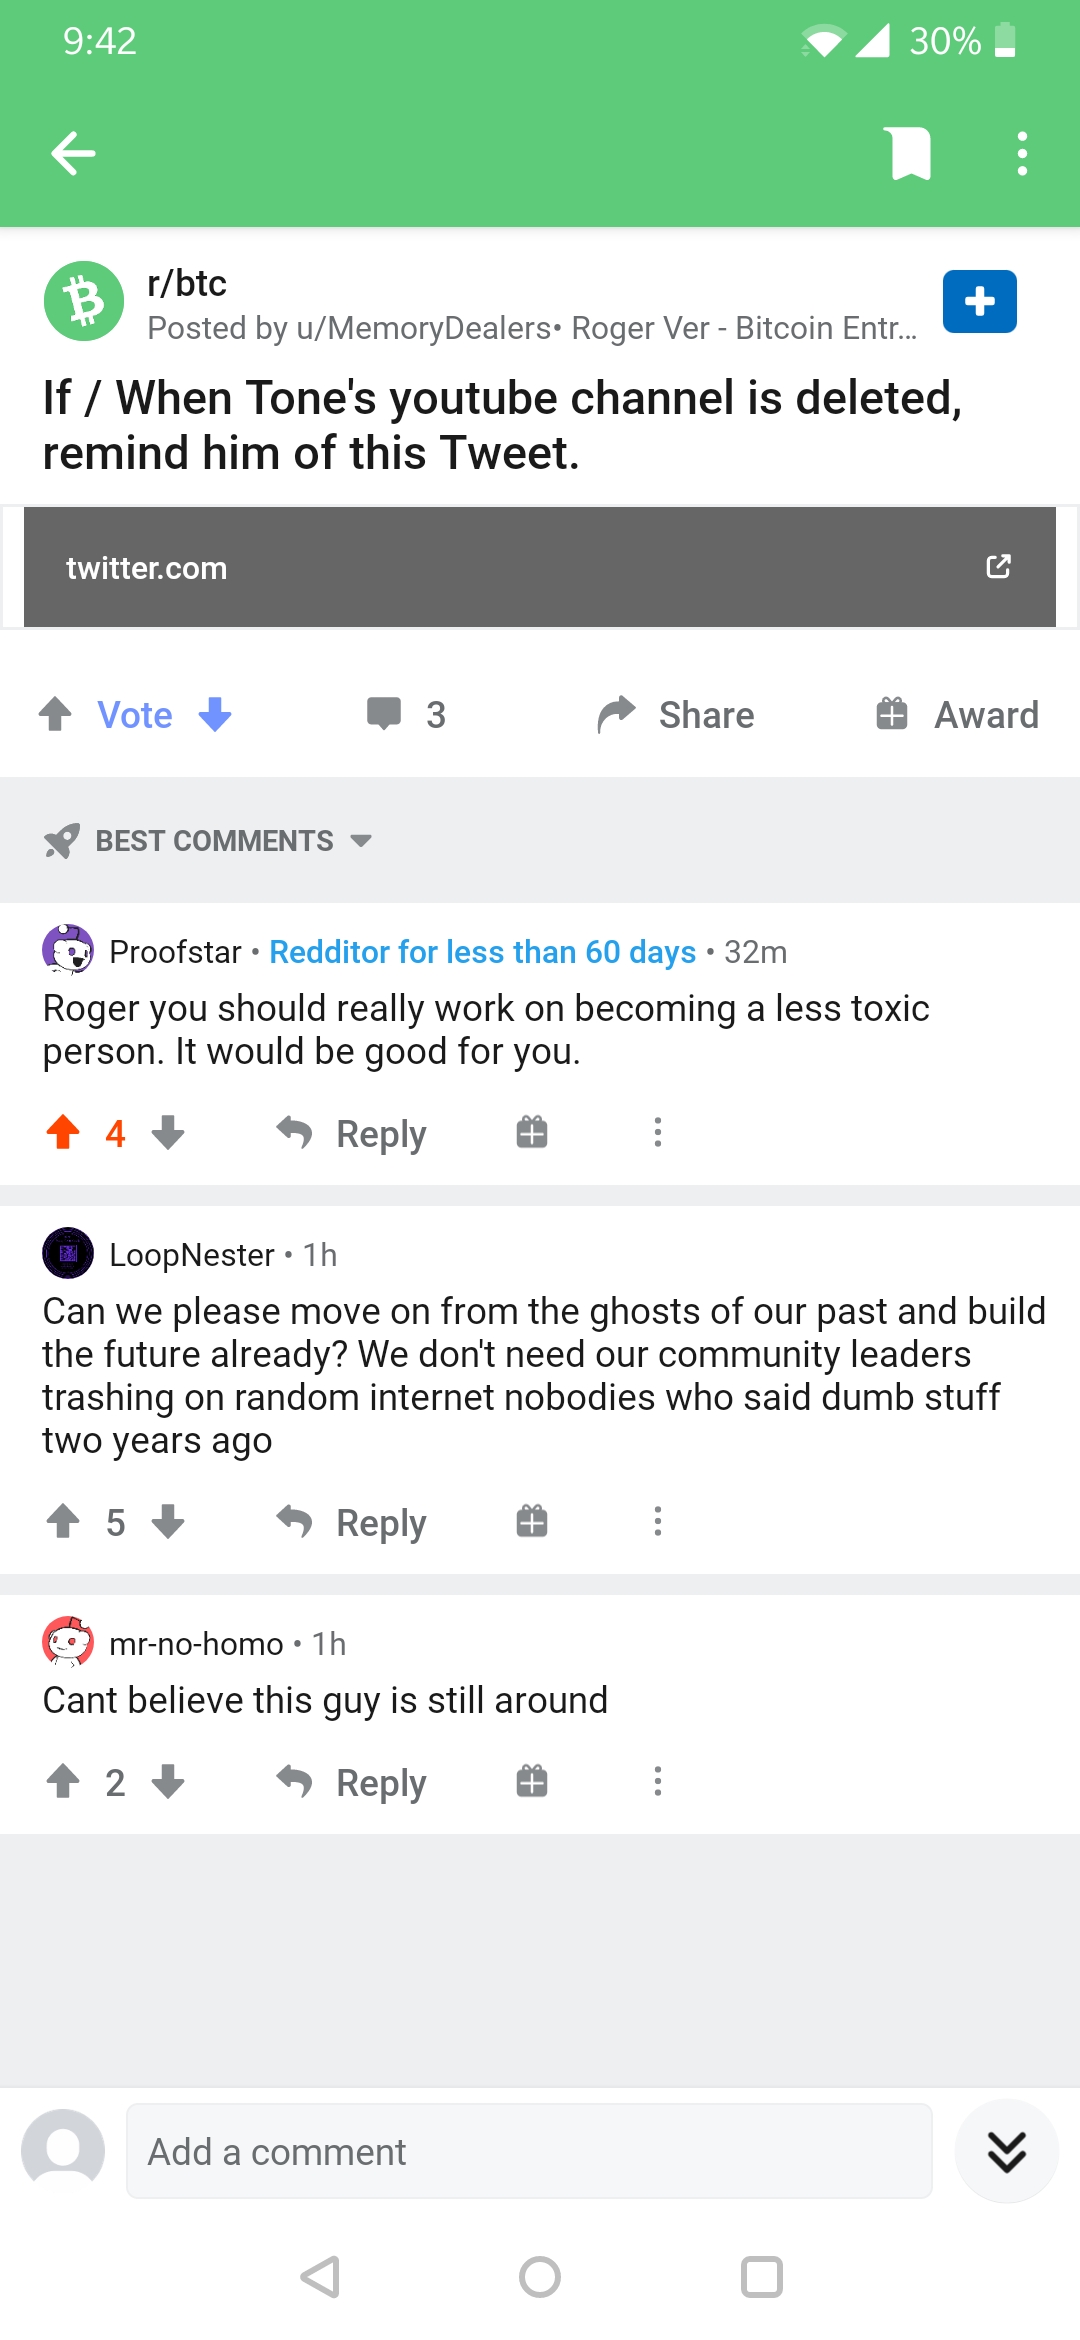 9:42
30%
r/btc
Posted by u/MemoryDealers• Roger Ver - Bitcoin Entr...
If / When Tone's youtube channel is deleted,
remind him of this Tweet.
twitter.com
Vote
3
Share
Award
BEST COMMENTS
Proofstar • Redditor for less than 60 days • 32m
Roger you should really work on becoming a less toxic
person. It would be good for you.
4
Reply
LoopNester • 1h
Can we please move on from the ghosts of our past and build
the future already? We don't need our community leaders
trashing on random internet nobodies who said dumb stuff
two years ago
5
Reply
mr-no-homo • 1h
Cant believe this guy is still around
2
Reply
Add a comment